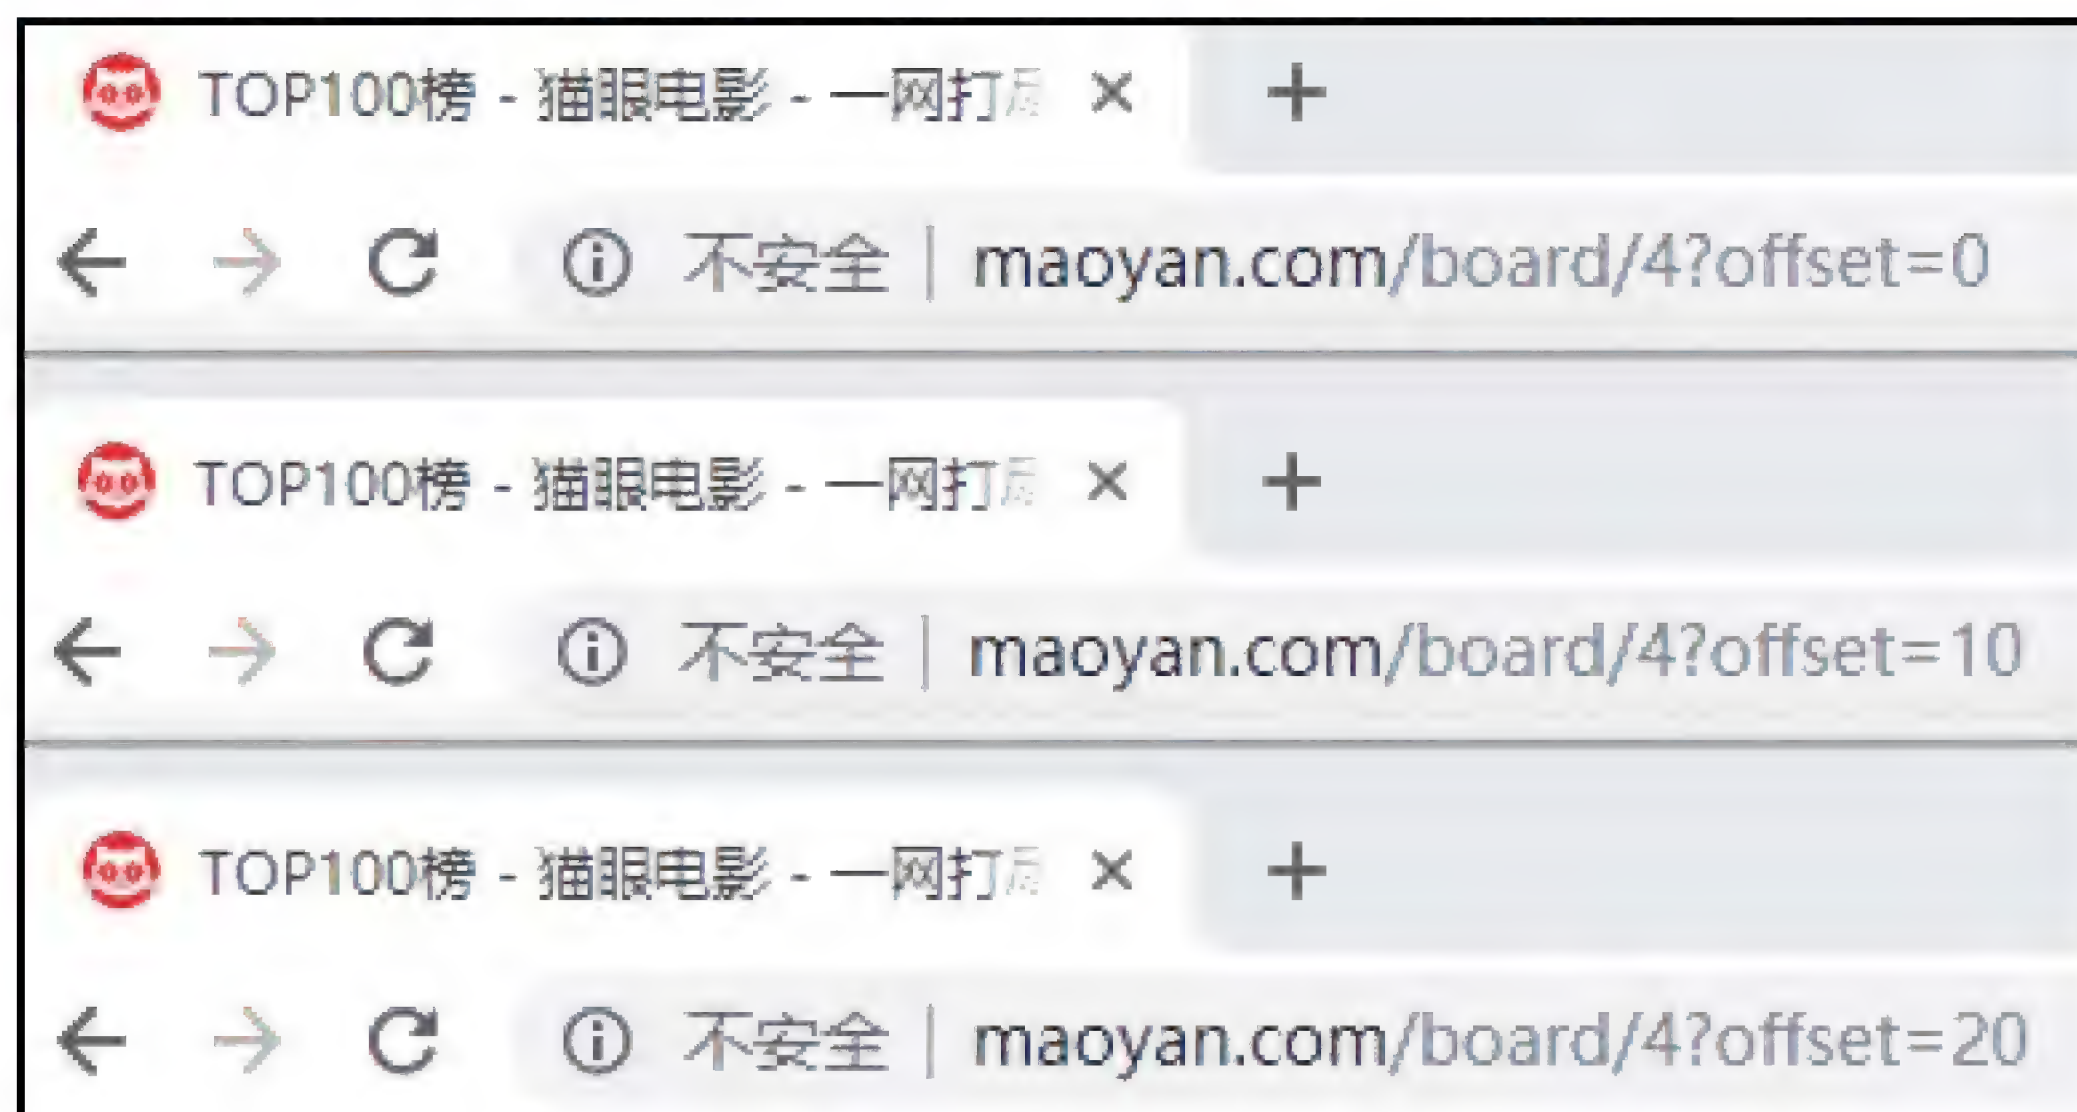 TOP100榜 - 猫眼电影 - 一网打
不安全 | maoyan.com/board/4?offset=0
TOP100榜 - 猫眼电影 - 一网打
不安全 | maoyan.com/board/4?offset=10
TOP100榜 - 猫眼电影 - 一网打
不安全 | maoyan.com/board/4?offset=20